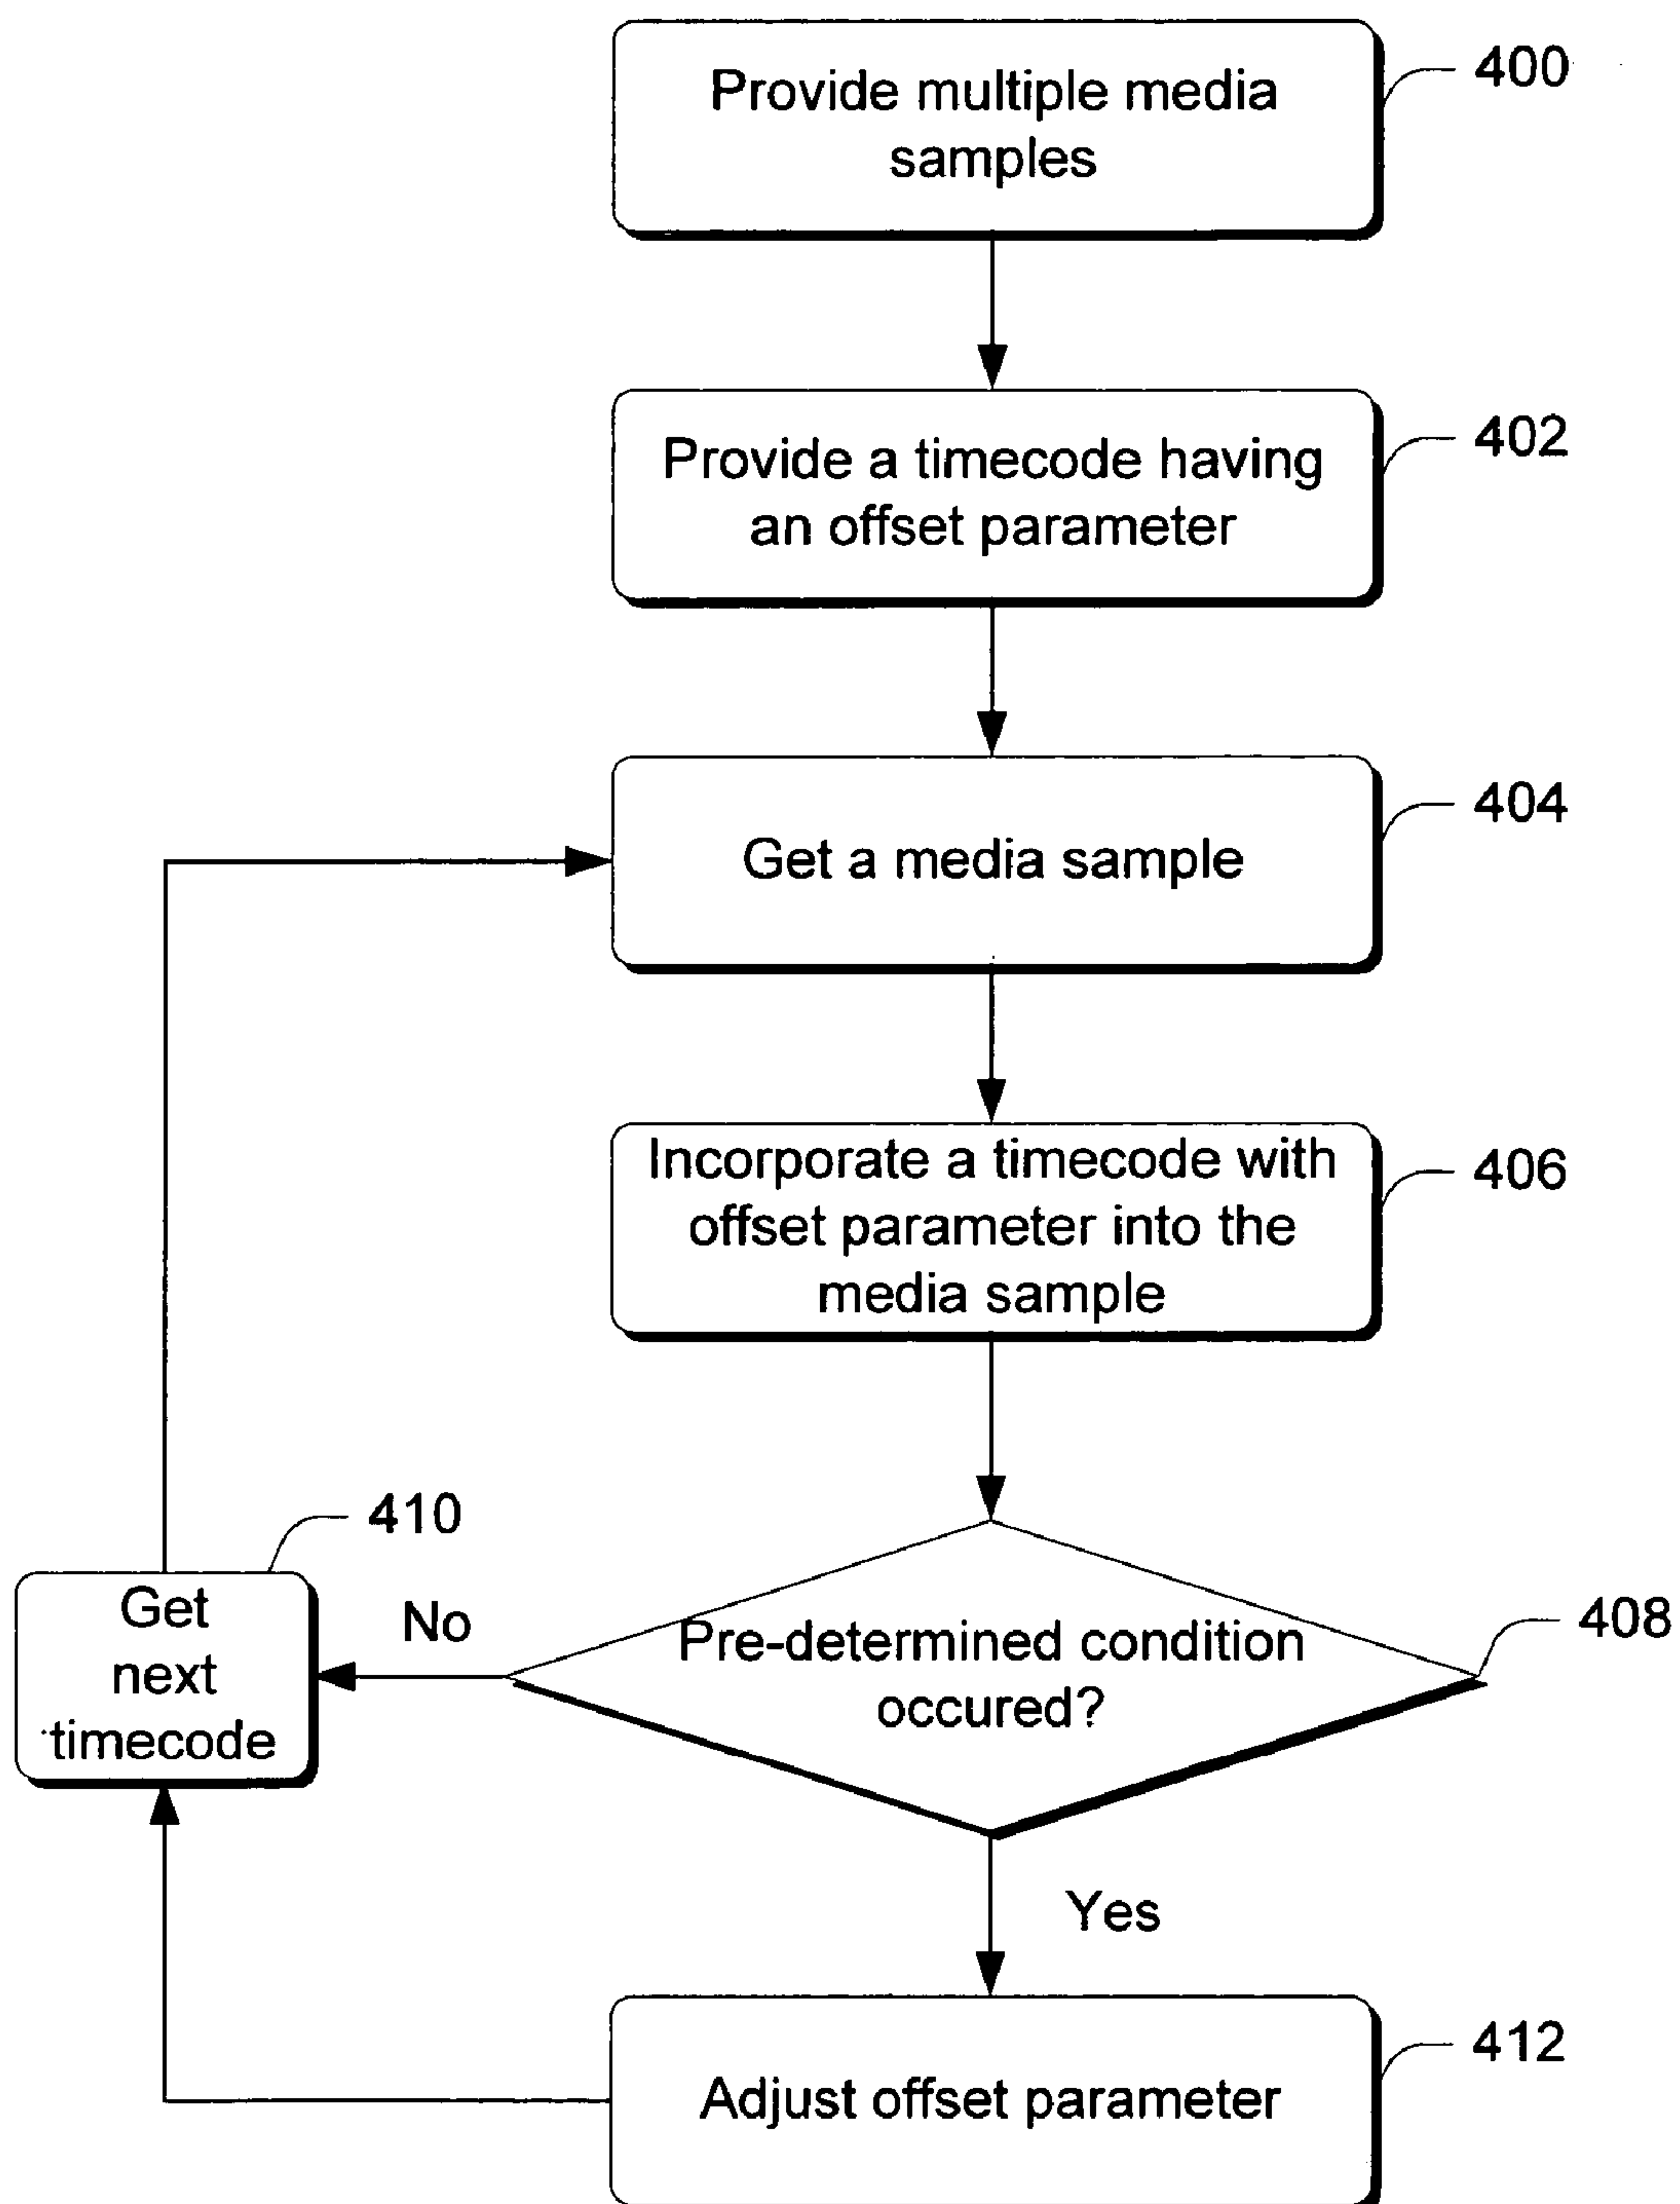 Provide multiple media
samples
400
Provide a timecode having
an offset parameter
402
Get a media sample
404
Incorporate a timecode with
offset parameter into the
media sample
406
Pre-determined condition
occured?
408
No
Get
next
timecode
410
Yes
Adjust offset parameter
412